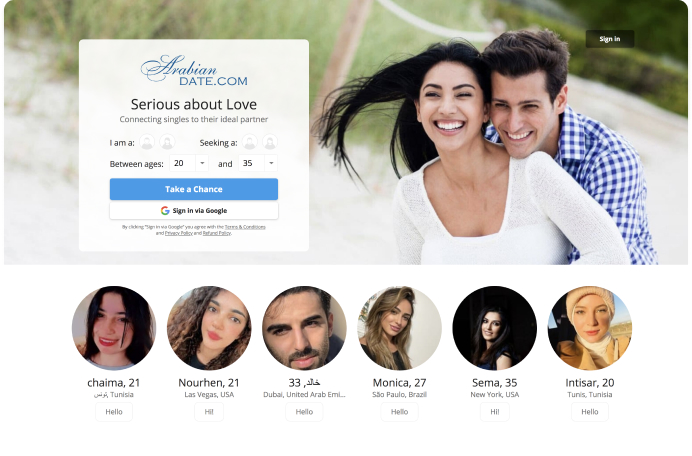 Sign in
Arabian
DATE.COM
Serious about Love
Connecting singles to their ideal partner
I am a: Seeking a:
Between ages: 20 and 35
Take a Chance
Sign in via Google
By clicking "Sign in via Google" you agree with the Terms & Conditions
and Privacy Policy and Refund Policy.
chaima, 21
تونس, Tunisia
Hello
Nourhen, 21
Las Vegas, USA
Hi!
خالد, 33
Dubai, United Arab Emi...
Hello
Monica, 27
São Paulo, Brazil
Hello
Sema, 35
New York, USA
Hi!
Intisar, 20
Tunis, Tunisia
Hello